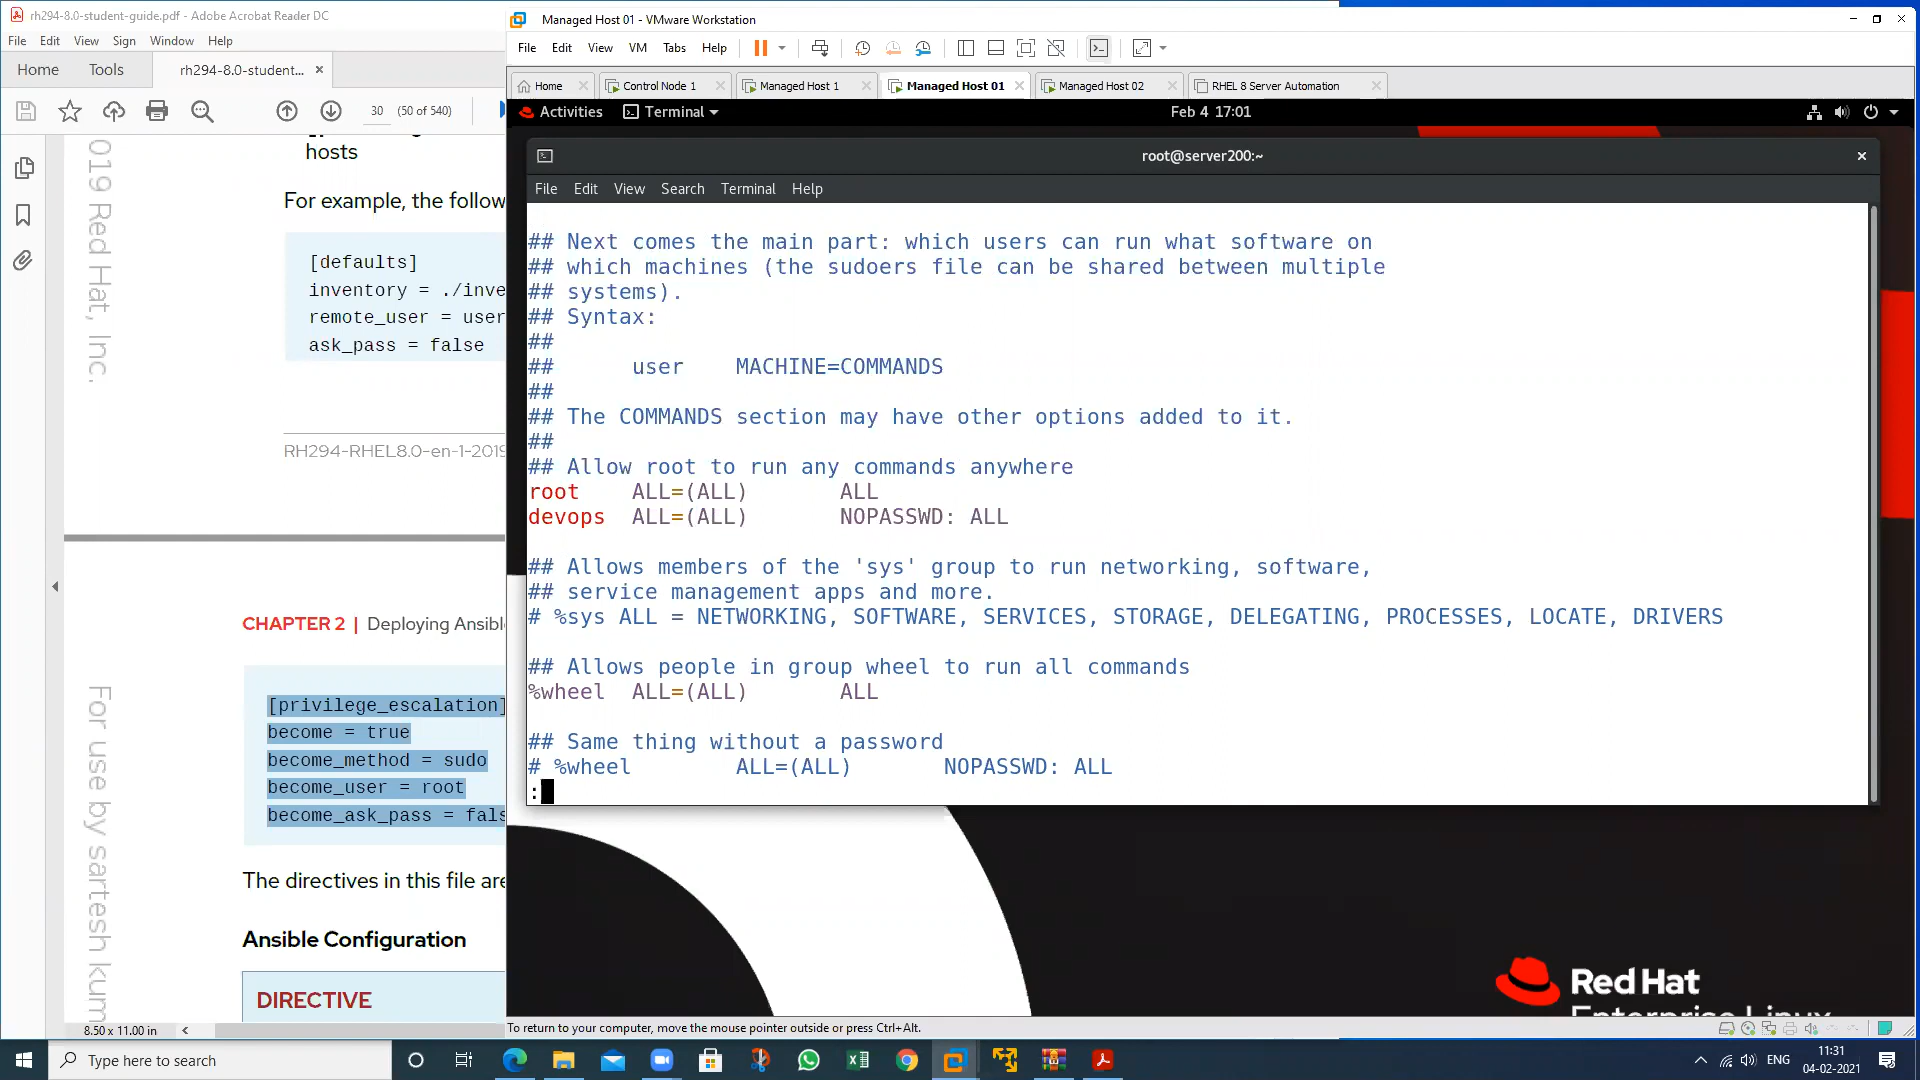 rh294-8.0-student-guide.pdf - Adobe Acrobat Reader DC
File Edit View Sign Window Help
Home Tools rh294-8.0-student...
30 (50 of 540)
019 Red Hat, Inc.
hosts
For example, the follow
[defaults]
inventory = ./inve
remote_user = user
ask_pass = false
RH294-RHEL8.0-en-1-2019
CHAPTER 2 | Deploying Ansibl
[privilege_escalation]
become = true
become_method = sudo
become_user = root
become_ask_pass = fals
The directives in this file are
Ansible Configuration
DIRECTIVE
For use by sartesh kum
8.50 x 11.00 in
Managed Host 01 - VMware Workstation
File Edit View VM Tabs Help
Home Control Node 1 Managed Host 1 Managed Host 01 Managed Host 02 RHEL 8 Server Automation
Activities Terminal Feb 4 17:01
root@server200:~
File Edit View Search Terminal Help
## Next comes the main part: which users can run what software on
## which machines (the sudoers file can be shared between multiple
## systems).
## Syntax:
##
## user MACHINE=COMMANDS
##
## The COMMANDS section may have other options added to it.
##
## Allow root to run any commands anywhere
root ALL=(ALL) ALL
devops ALL=(ALL) NOPASSWD: ALL
## Allows members of the 'sys' group to run networking, software,
## service management apps and more.
# %sys ALL = NETWORKING, SOFTWARE, SERVICES, STORAGE, DELEGATING, PROCESSES, LOCATE, DRIVERS
## Allows people in group wheel to run all commands
%wheel ALL=(ALL) ALL
## Same thing without a password
# %wheel ALL=(ALL) NOPASSWD: ALL
:
Red Hat
Enterprise Linux
To return to your computer, move the mouse pointer outside or press Ctrl+Alt.
Type here to search
ENG
11:31
04-02-2021